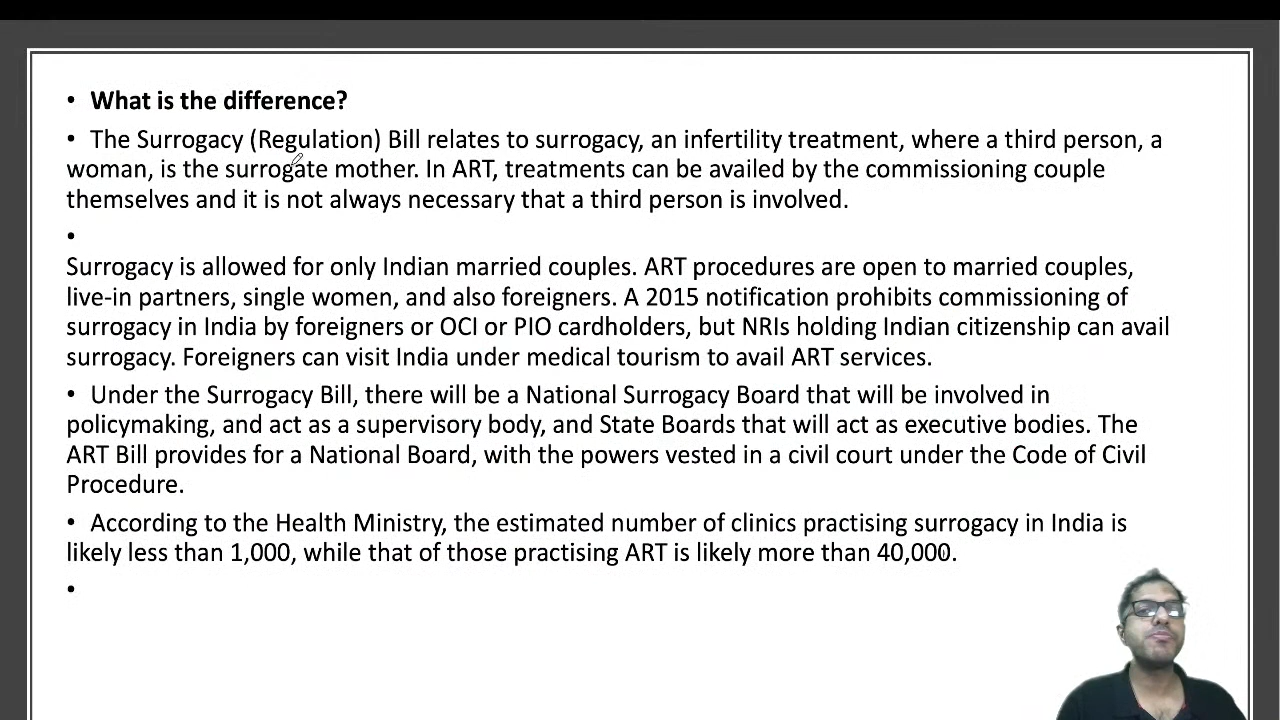 • What is the difference?
• The Surrogacy (Regulation) Bill relates to surrogacy, an infertility treatment, where a third person, a
woman, is the surrogate mother. In ART, treatments can be availed by the commissioning couple
themselves and it is not always necessary that a third person is involved.
•
Surrogacy is allowed for only Indian married couples. ART procedures are open to married couples,
live-in partners, single women, and also foreigners. A 2015 notification prohibits commissioning of
surrogacy in India by foreigners or OCI or PIO cardholders, but NRIs holding Indian citizenship can avail
surrogacy. Foreigners can visit India under medical tourism to avail ART services.
• Under the Surrogacy Bill, there will be a National Surrogacy Board that will be involved in
policymaking, and act as a supervisory body, and State Boards that will act as executive bodies. The
ART Bill provides for a National Board, with the powers vested in a civil court under the Code of Civil
Procedure.
• According to the Health Ministry, the estimated number of clinics practising surrogacy in India is
likely less than 1,000, while that of those practising ART is likely more than 40,000.
•